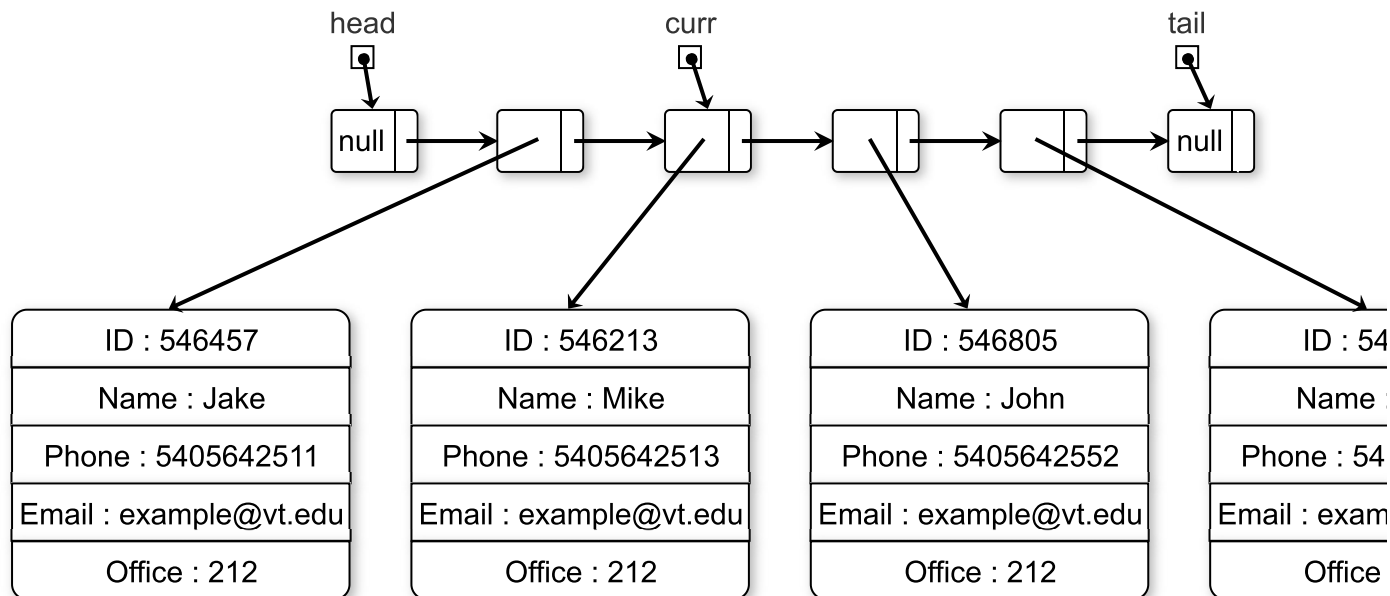 head curr tail
null null
ID : 546457
Name : Jake
Phone : 5405642511
Email : example@vt.edu
Office : 212
ID : 546213
Name : Mike
Phone : 5405642513
Email : example@vt.edu
Office : 212
ID : 546805
Name : John
Phone : 5405642552
Email : example@vt.edu
Office : 212
ID : 54
Name :
Phone : 54
Email : exam
Office